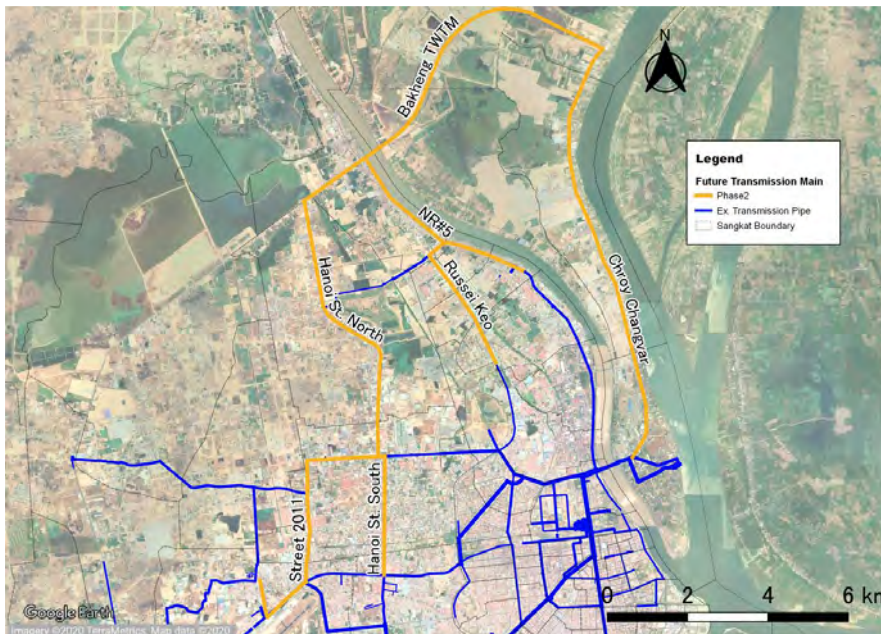 Bakheng TWTM
N
Legend
Future Transmission Main
Phase2
Ex. Transmission Pipe
Sangkat Boundary
NR#5
Hanoi St. North
Russei Keo
Chroy Changvar
Street 2011
Hanoi St. South
0 2 4 6 km
Google Earth
Imagery ©2020 TerraMetrics, Map data ©2020